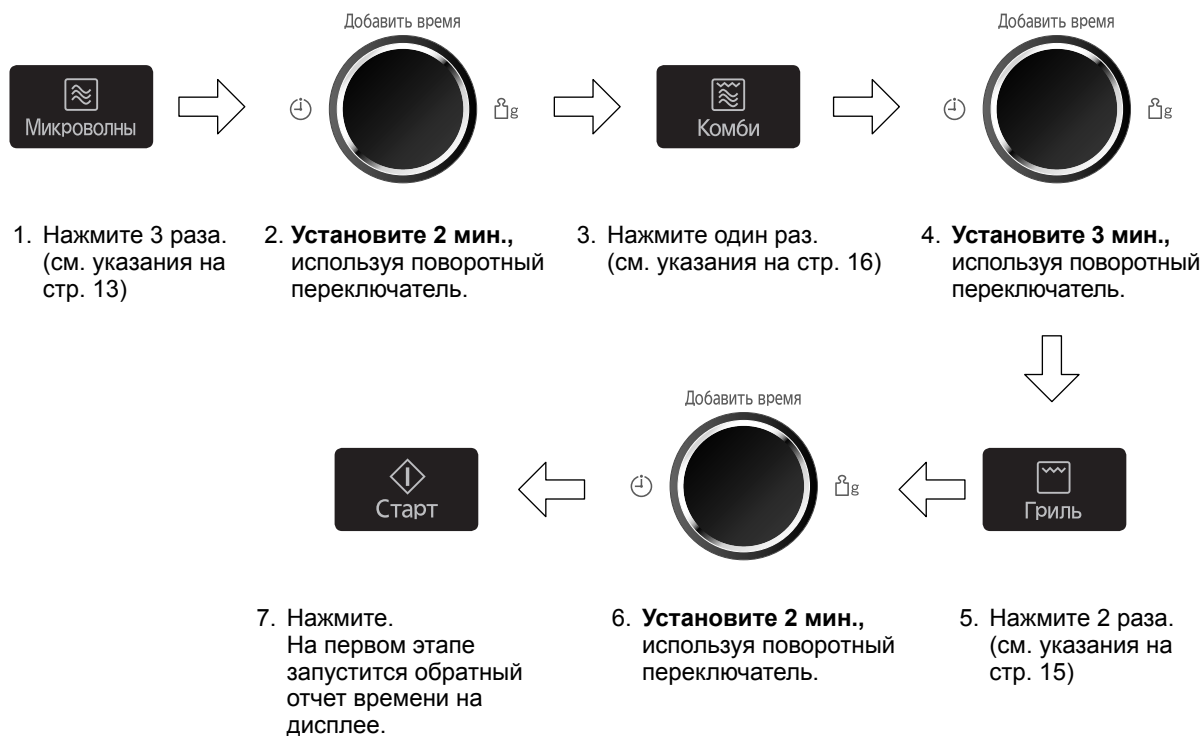 Добавить время
Добавить время
Микроволны
g
Комби
g
1. Нажмите 3 раза.
(см. указания на
стр. 13)
2. Установите 2 мин.,
используя поворотный
переключатель.
3. Нажмите один раз.
(см. указания на стр. 16)
4. Установите 3 мин.,
используя поворотный
переключатель.
Добавить время
Старт
g
Гриль
7. Нажмите.
На первом этапе
запустится обратный
отчет времени на
дисплее.
6. Установите 2 мин.,
используя поворотный
переключатель.
5. Нажмите 2 раза.
(см. указания на
стр. 15)